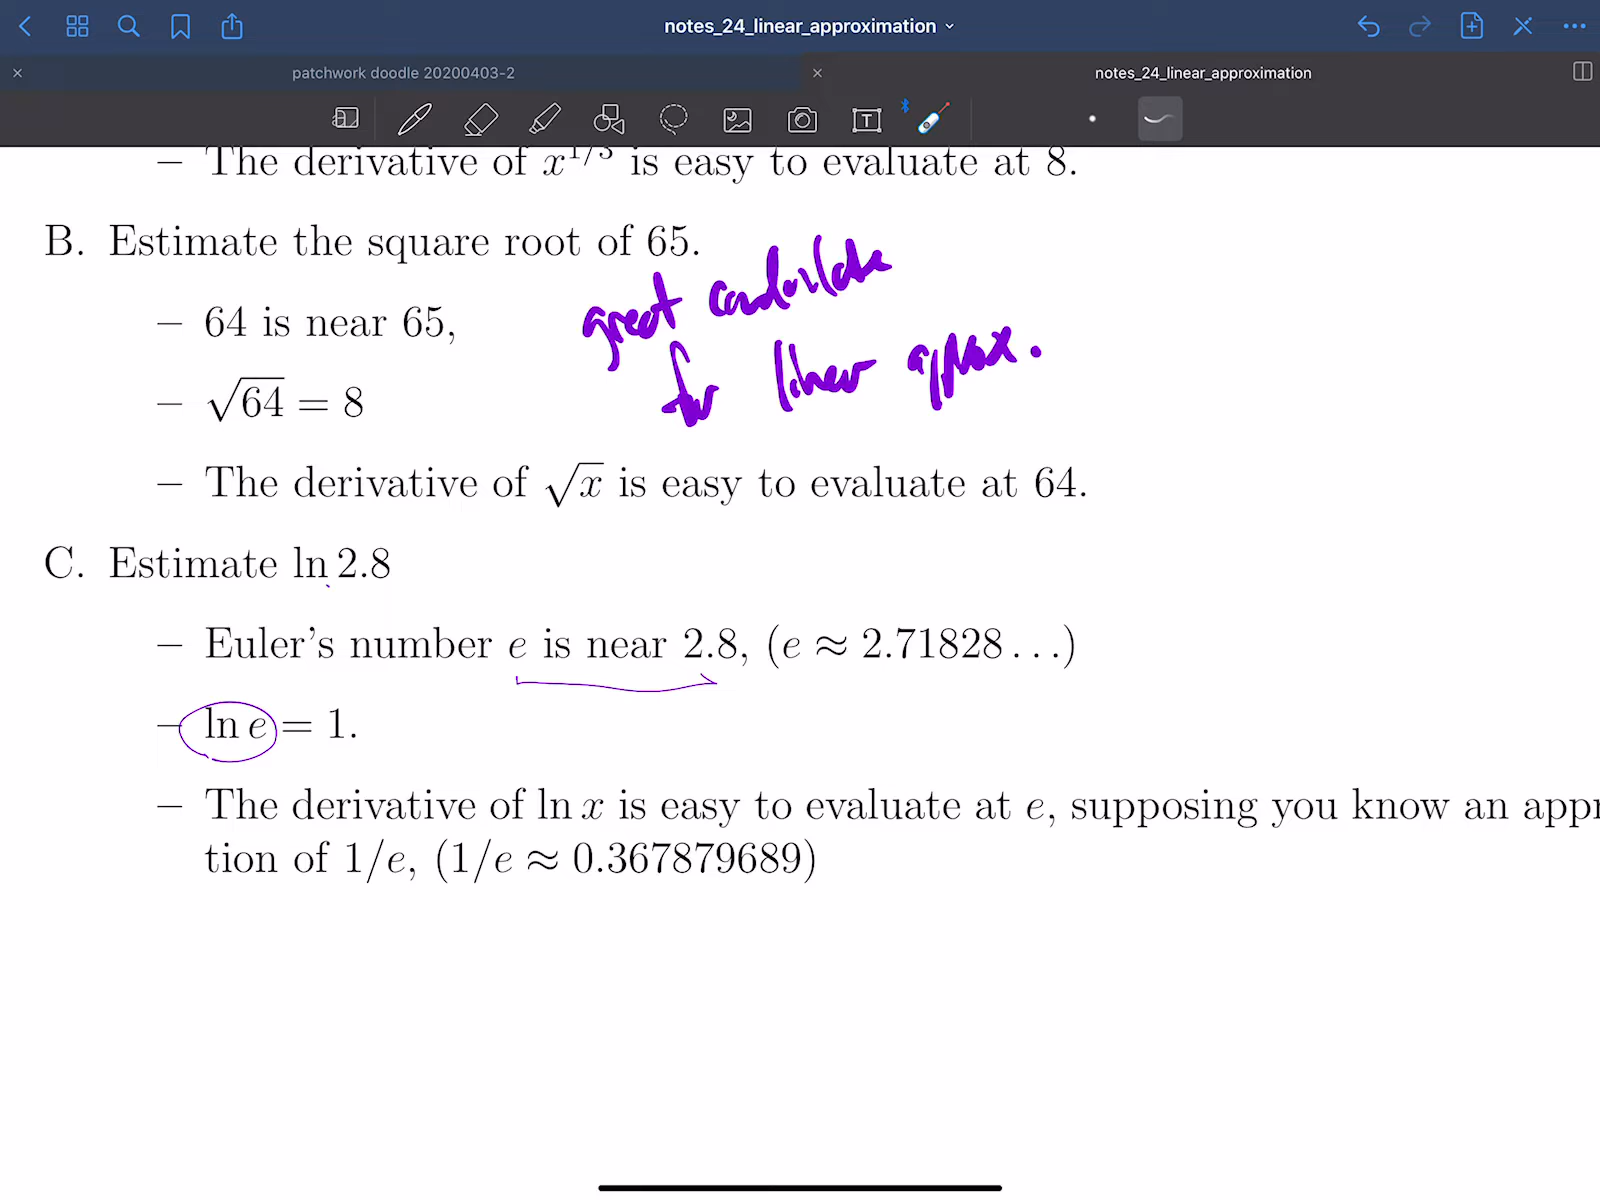 notes_24_linear_approximation
patchwork doodle 20200403-2
notes_24_linear_approximation
– The derivative of x^{1/3} is easy to evaluate at 8.
B. Estimate the square root of 65.
– 64 is near 65,
great candidate
for linear approx.
– √64 = 8
– The derivative of √x is easy to evaluate at 64.
C. Estimate ln 2.8
– Euler's number e is near 2.8, (e ≈ 2.71828 . . .)
– ln e = 1.
– The derivative of ln x is easy to evaluate at e, supposing you know an appr
tion of 1/e, (1/e ≈ 0.367879689)